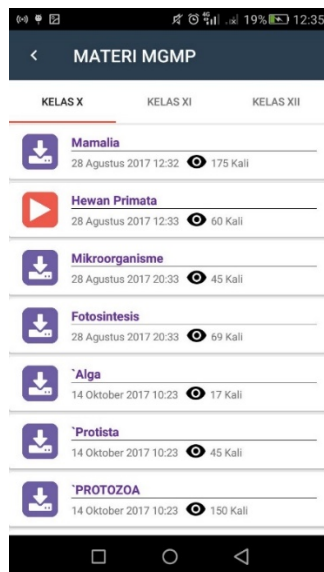 4G 19% 12:35
MATERI MGMP
KELAS X KELAS XI KELAS XII
Mamalia
28 Agustus 2017 12:32 175 Kali
Hewan Primata
28 Agustus 2017 12:33 60 Kali
Mikroorganisme
28 Agustus 2017 20:33 45 Kali
Fotosintesis
28 Agustus 2017 20:33 69 Kali
`Alga
14 Oktober 2017 10:23 17 Kali
`Protista
14 Oktober 2017 10:23 45 Kali
`PROTOZOA
14 Oktober 2017 10:23 150 Kali